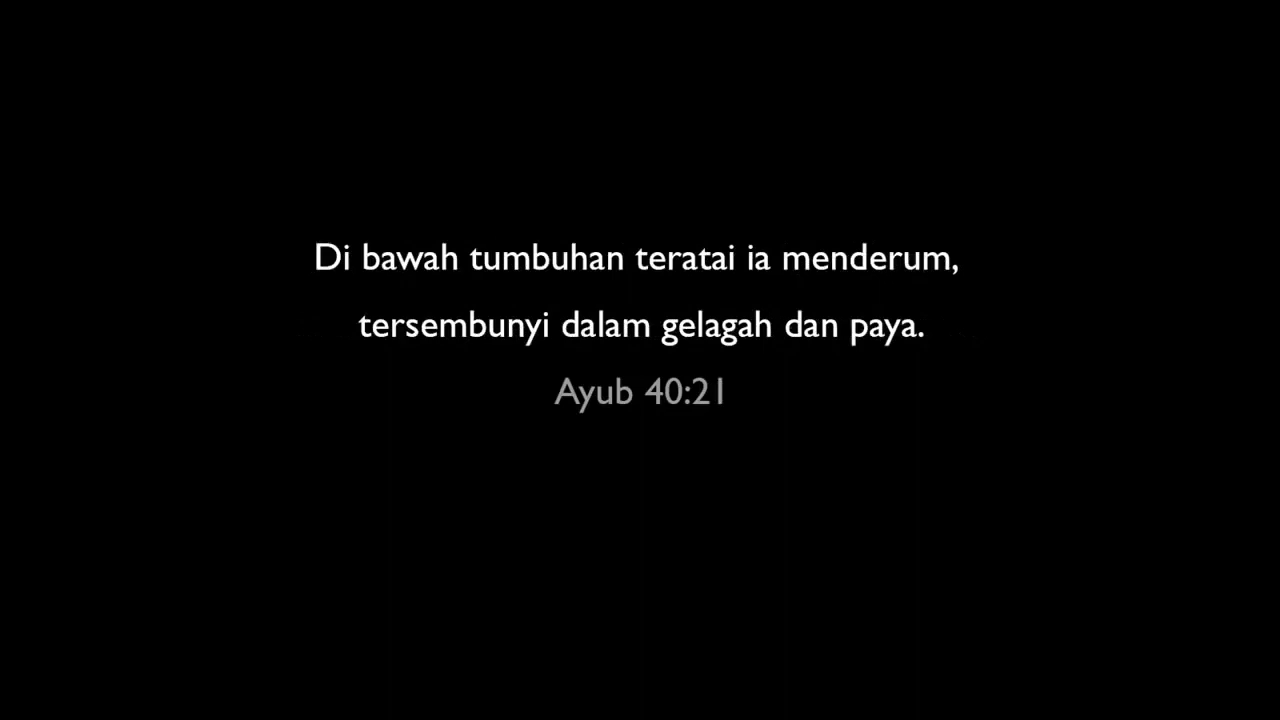 Di bawah tumbuhan teratai ia menderum,
tersembunyi dalam gelagah dan paya.
Ayub 40:21